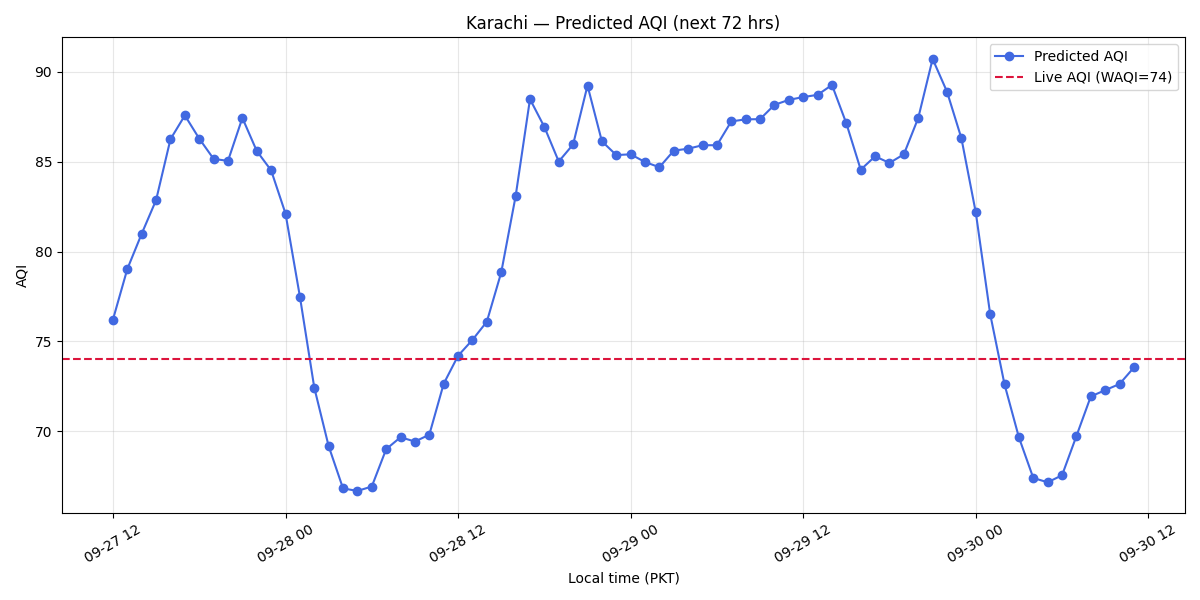 Karachi — Predicted AQI (next 72 hrs)
Predicted AQI
Live AQI (WAQI=74)
90
85
80
75
70
AQI
09-27 12
09-28 00
09-28 12
09-29 00
09-29 12
09-30 00
09-30 12
Local time (PKT)